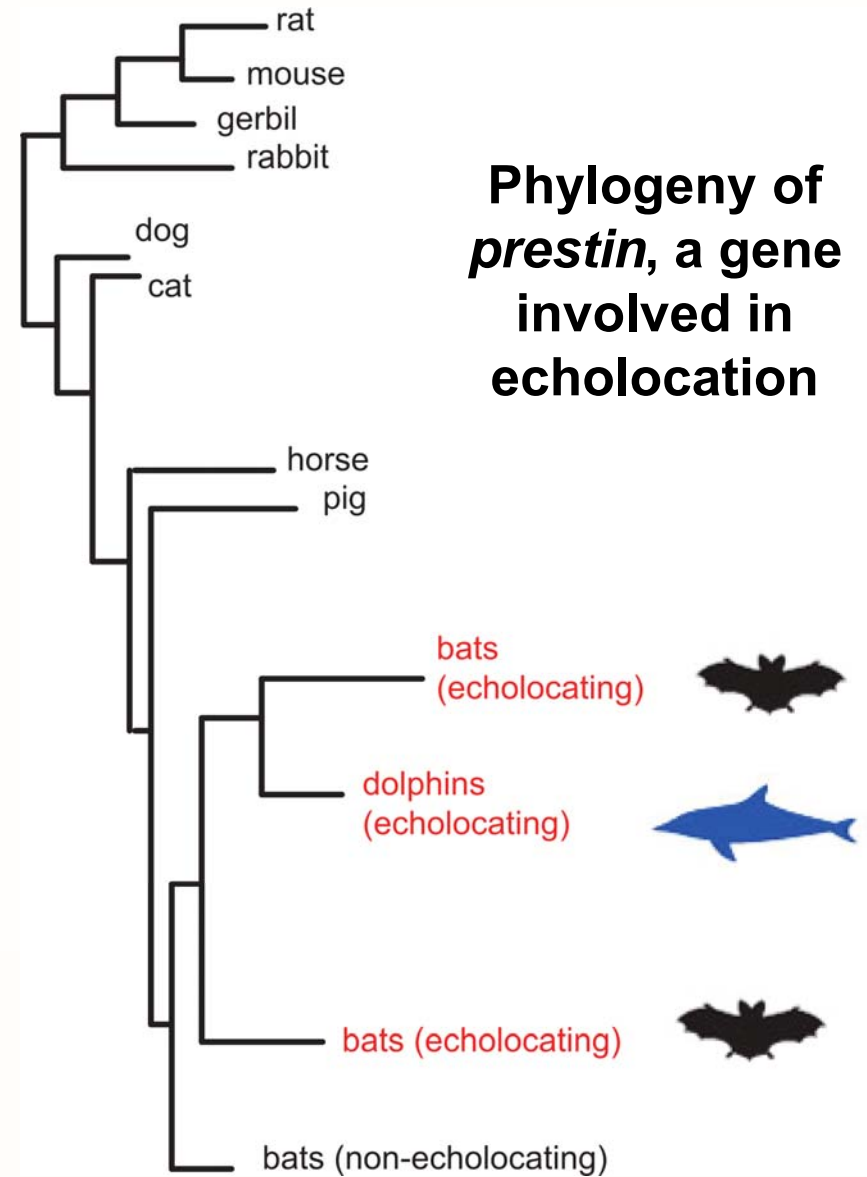 rat
mouse
gerbil
rabbit
Phylogeny of
prestin, a gene
involved in
echolocation
dog
cat
horse
pig
bats
(echolocating)
dolphins
(echolocating)
bats (echolocating)
bats (non-echolocating)